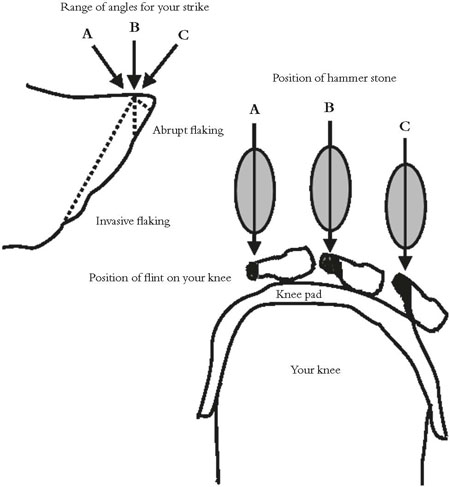 Range of angles for your strike
A B C
Abrupt flaking
Invasive flaking
Position of hammer stone
A B C
Position of flint on your knee
Knee pad
Your knee